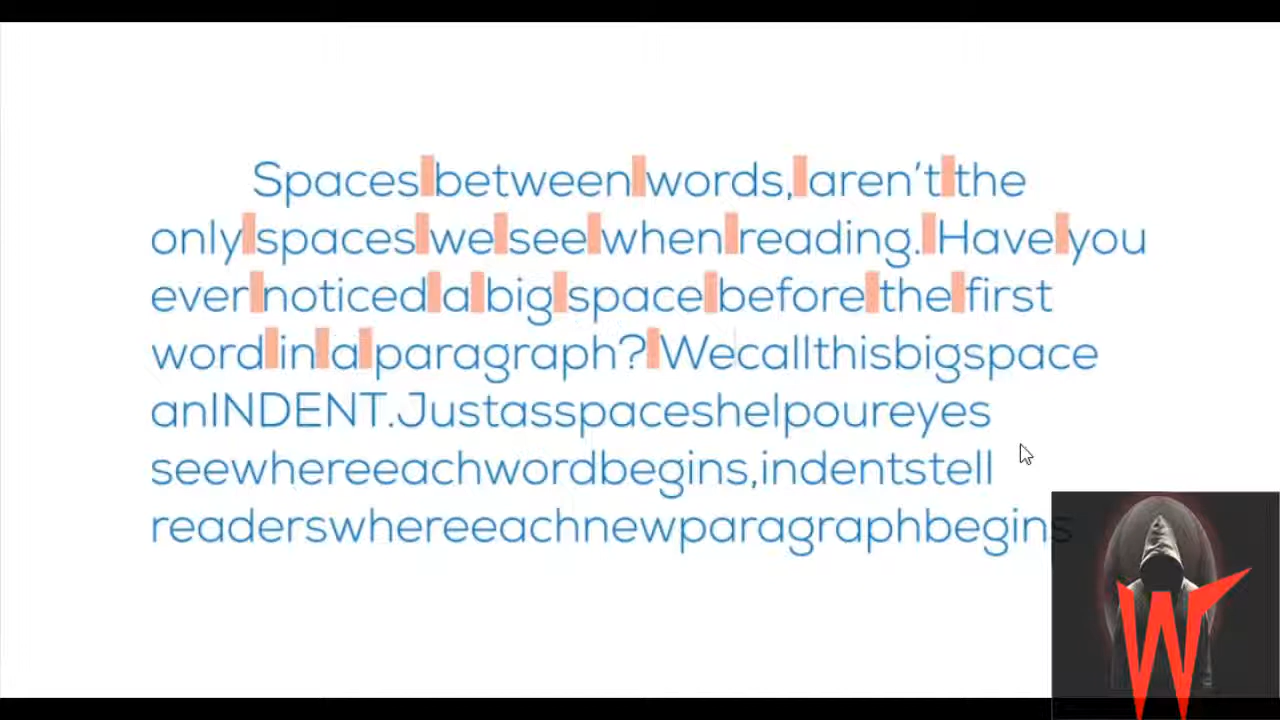 Spaces between words, aren't the
only spaces we see when reading. Have you
ever noticed a big space before the first
word in a paragraph? Wecallthisbigspace
anINDENT.Justasspaceshelpoureyes
seewhereeachwordbegins,indentstell
readerswhereeachnewparagraphbegins
W